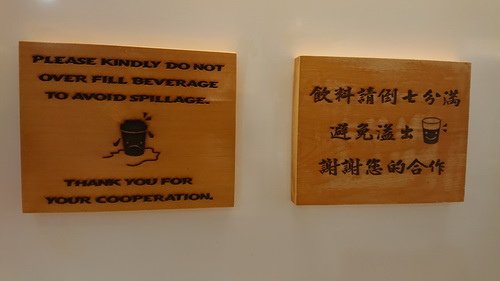 PLEASE KINDLY DO NOT
OVER FILL BEVERAGE
TO AVOID SPILLAGE.
THANK YOU FOR
YOUR COOPERATION.
飲料請倒七分滿
避免溢出
謝謝您的合作